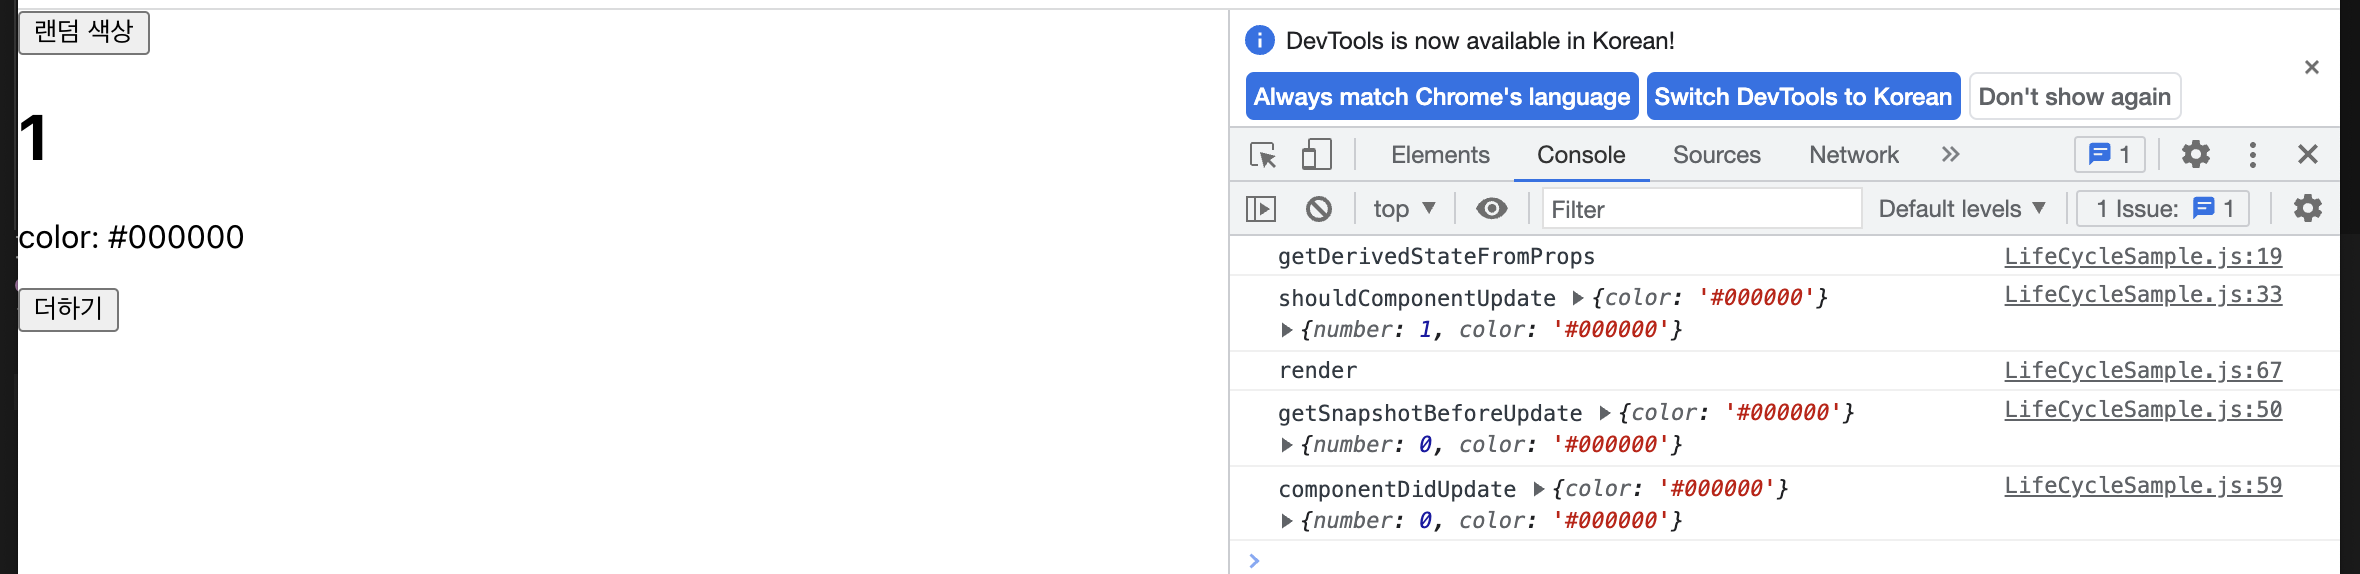 랜덤 색상
1
color: #000000
더하기
DevTools is now available in Korean!
Always match Chrome's language Switch DevTools to Korean Don't show again
Elements Console Sources Network 1
top Filter Default levels 1 Issue: 1
getDerivedStateFromProps LifeCycleSample.js:19
shouldComponentUpdate {color: '#000000'} LifeCycleSample.js:33
{number: 1, color: '#000000'}
render LifeCycleSample.js:67
getSnapshotBeforeUpdate {color: '#000000'} LifeCycleSample.js:50
{number: 0, color: '#000000'}
componentDidUpdate {color: '#000000'} LifeCycleSample.js:59
{number: 0, color: '#000000'}